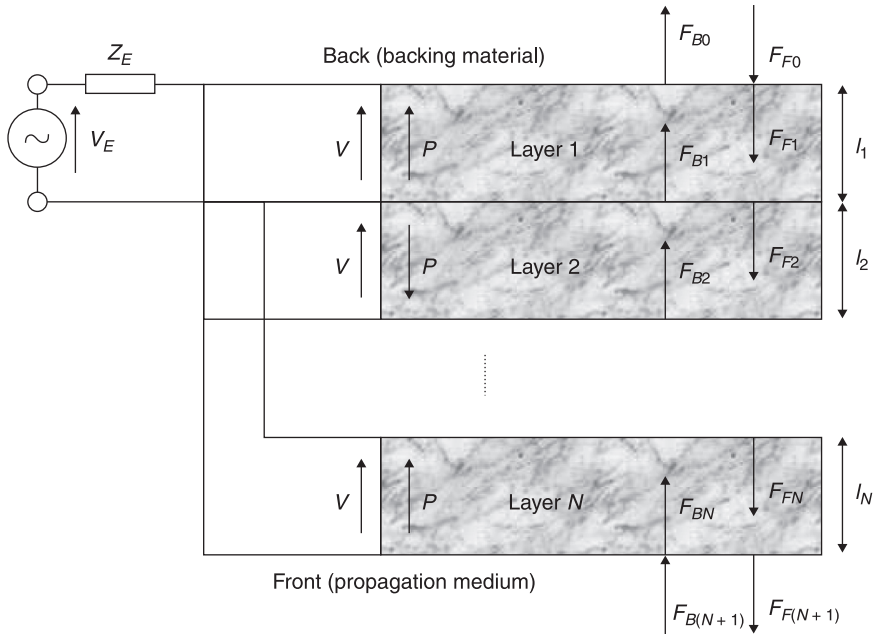 Z_E
Back (backing material)
F_B0
F_F0
V_E
V
P
Layer 1
F_B1
F_F1
l_1
V
P
Layer 2
F_B2
F_F2
l_2
V
P
Layer N
F_BN
F_FN
l_N
Front (propagation medium)
F_B(N + 1)
F_F(N + 1)